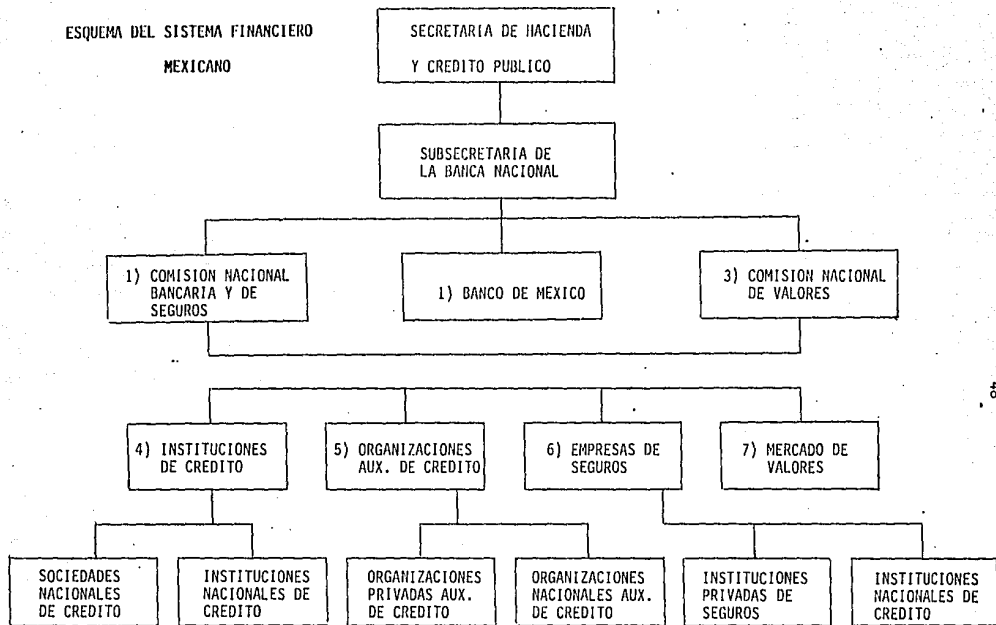 ESQUEMA DEL SISTEMA FINANCIERO
MEXICANO
SECRETARIA DE HACIENDA
Y CREDITO PUBLICO
SUBSECRETARIA DE
LA BANCA NACIONAL
1) COMISION NACIONAL
BANCARIA Y DE
SEGUROS
1) BANCO DE MEXICO
3) COMISION NACIONAL
DE VALORES
48
4) INSTITUCIONES
DE CREDITO
5) ORGANIZACIONES
AUX. DE CREDITO
6) EMPRESAS DE
SEGUROS
7) MERCADO DE
VALORES
SOCIEDADES
NACIONALES
DE CREDITO
INSTITUCIONES
NACIONALES DE
CREDITO
ORGANIZACIONES
PRIVADAS AUX.
DE CREDITO
ORGANIZACIONES
NACIONALES AUX.
DE CREDITO
INSTITUCIONES
PRIVADAS DE
SEGUROS
INSTITUCIONES
NACIONALES DE
CREDITO